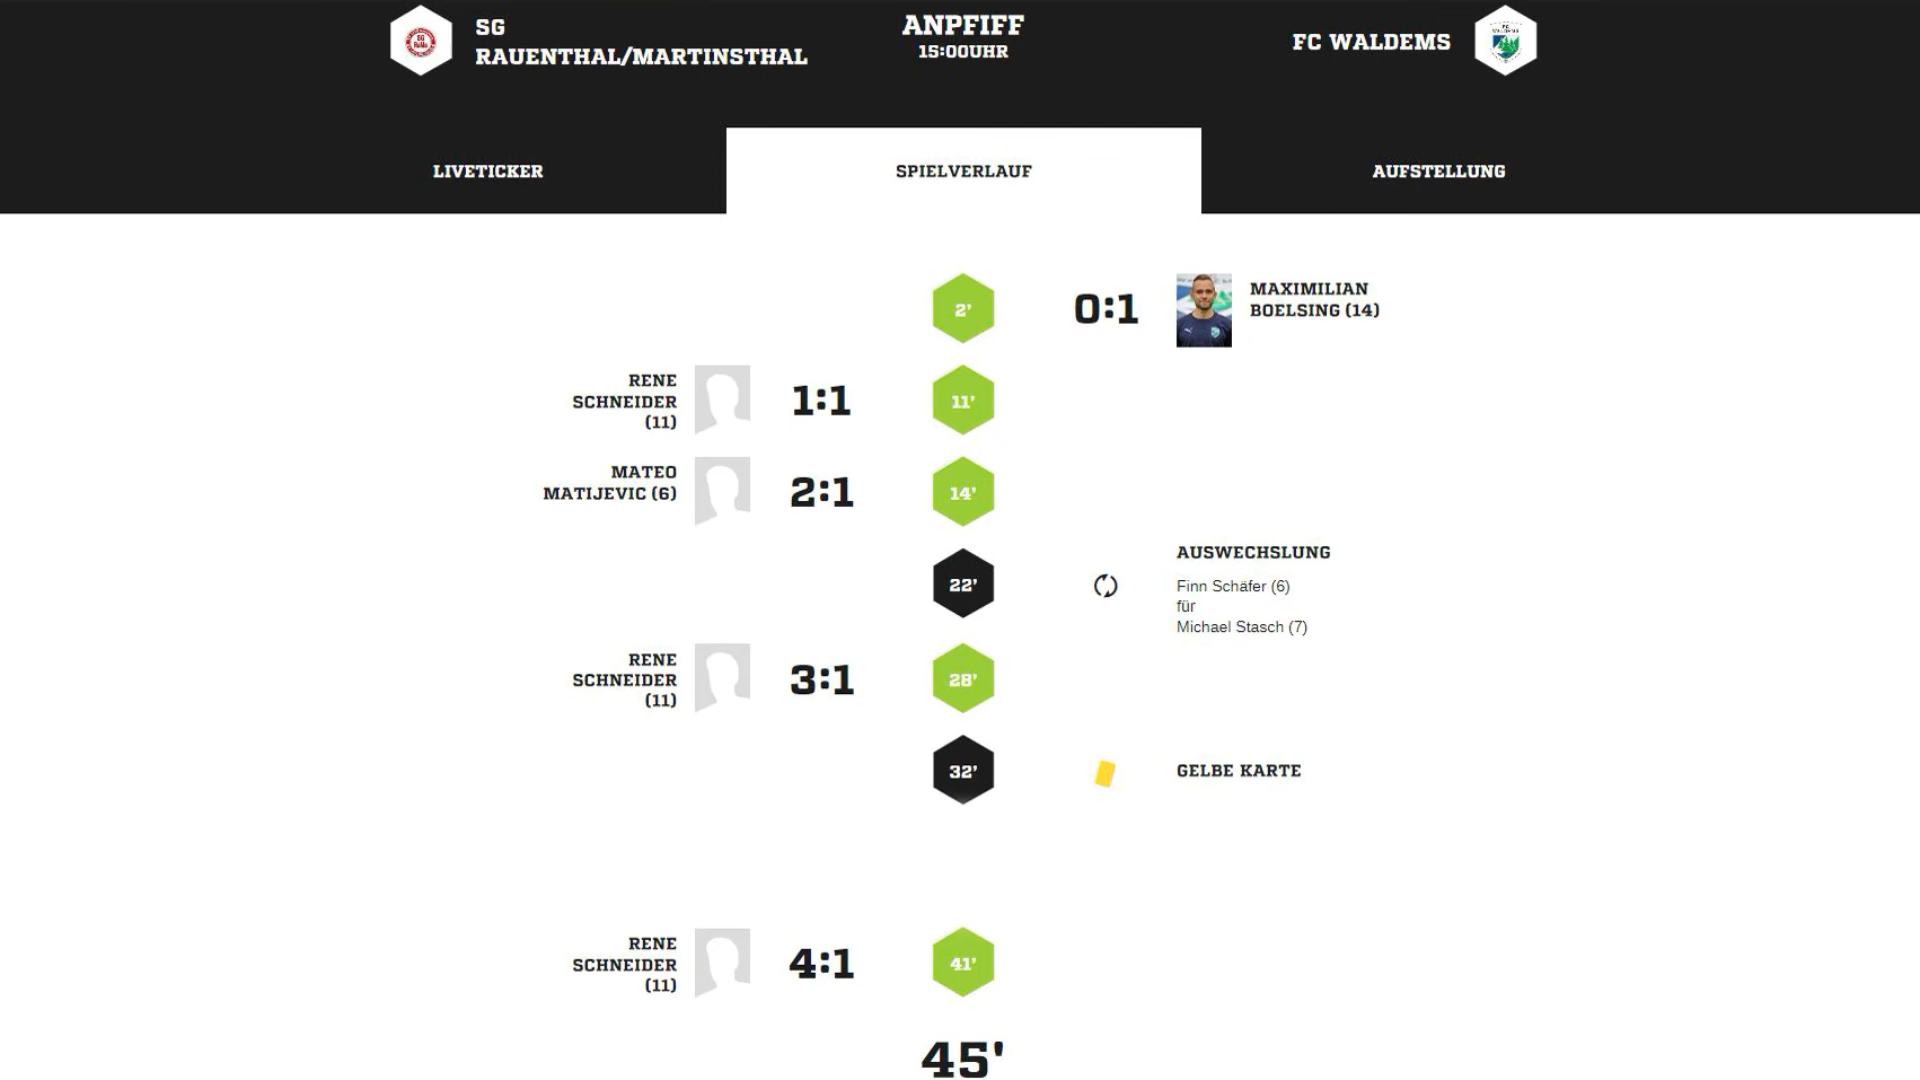 SG
RAUENTHAL/MARTINSTHAL
ANPFIFF
15:00UHR
FC WALDEMS
LIVETICKER
SPIELVERLAUF
AUFSTELLUNG
2'
0:1
MAXIMILIAN
BOELSING (14)
RENE
SCHNEIDER
(11)
1:1
11'
MATEO
MATIJEVIC (6)
2:1
14'
22'
AUSWECHSLUNG
Finn Schäfer (6)
für
Michael Stasch (7)
RENE
SCHNEIDER
(11)
3:1
28'
32'
GELBE KARTE
RENE
SCHNEIDER
(11)
4:1
41'
45'